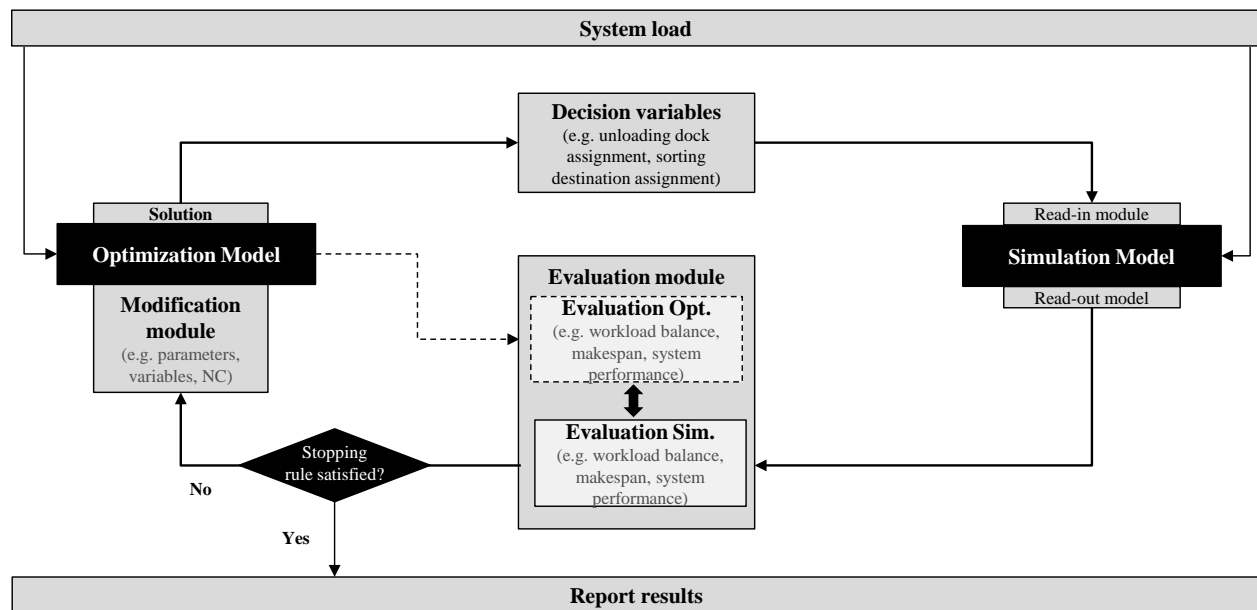 System load
Decision variables
(e.g. unloading dock
assignment, sorting
destination assignment)
Solution
Optimization Model
Modification
module
(e.g. parameters,
variables, NC)
Read-in module
Simulation Model
Read-out model
Evaluation module
Evaluation Opt.
(e.g. workload balance,
makespan, system
performance)
Evaluation Sim.
(e.g. workload balance,
makespan, system
performance)
Stopping
rule satisfied?
No
Yes
Report results